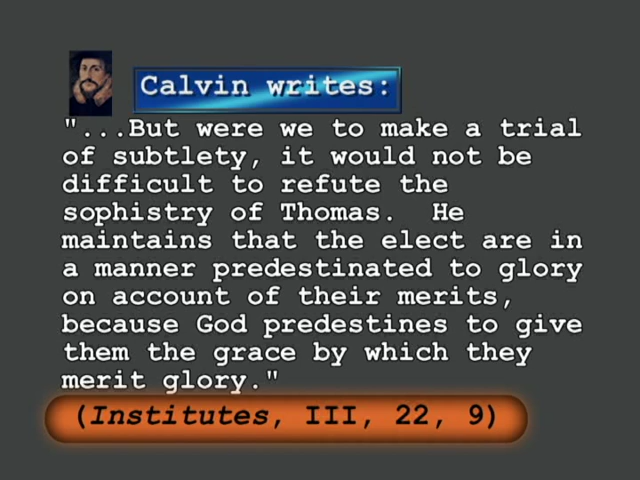 Calvin writes:
"...But were we to make a trial
of subtlety, it would not be
difficult to refute the
sophistry of Thomas.  He
maintains that the elect are in
a manner predestinated to glory
on account of their merits,
because God predestines to give
them the grace by which they
merit glory."
(Institutes, III, 22, 9)